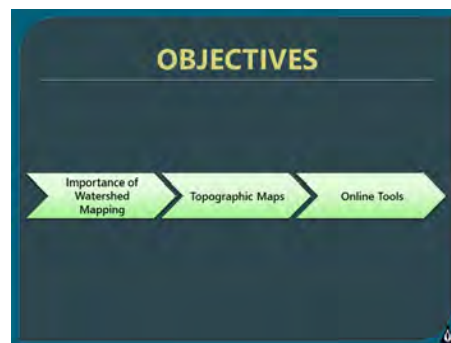 OBJECTIVES
Importance of
Watershed
Mapping
Topographic Maps
Online Tools